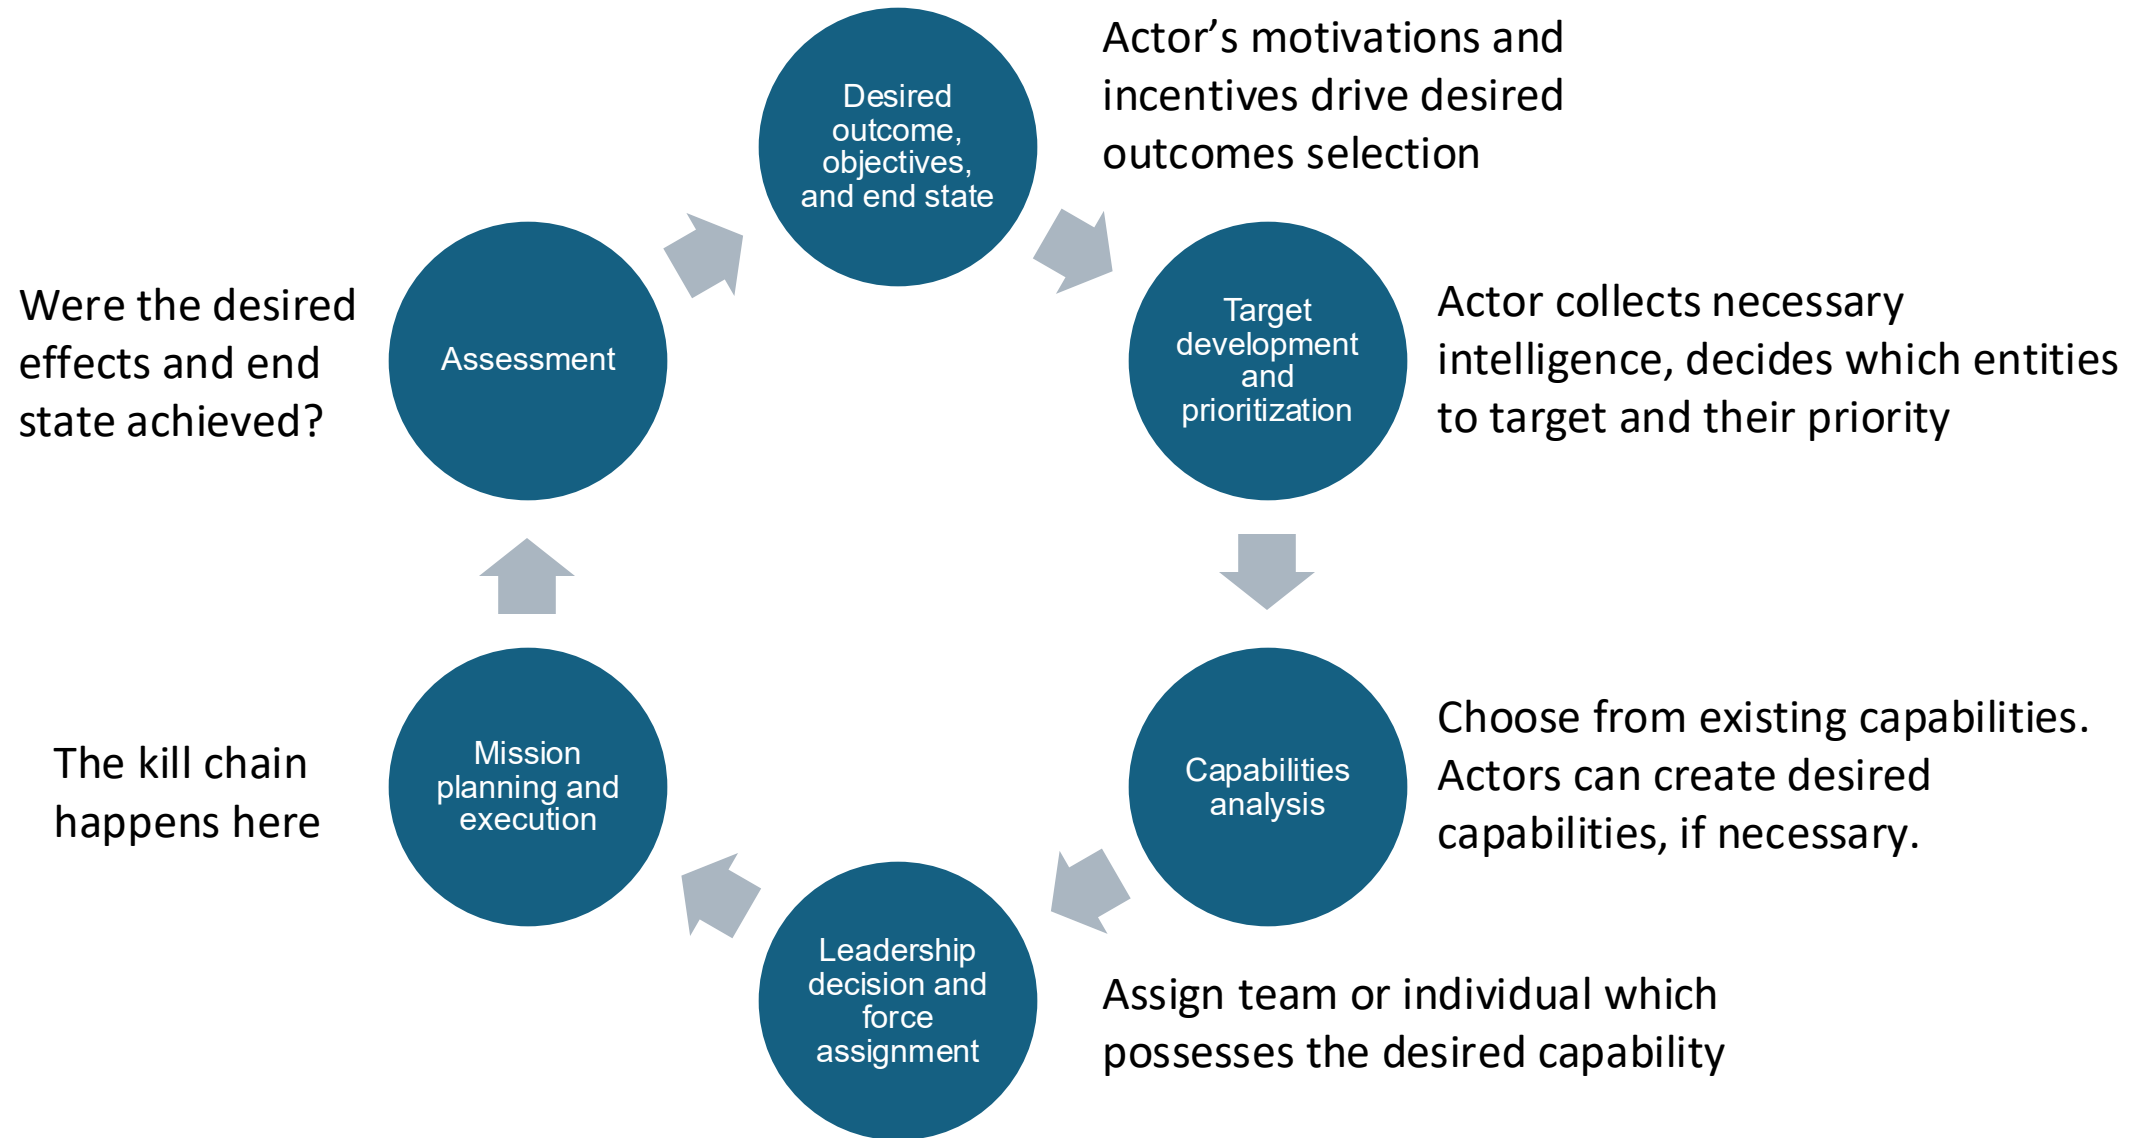 Desired
outcome,
objectives,
and end state
Actor’s motivations and
incentives drive desired
outcomes selection
Target
development
and
prioritization
Actor collects necessary
intelligence, decides which entities
to target and their priority
Capabilities
analysis
Choose from existing capabilities.
Actors can create desired
capabilities, if necessary.
Leadership
decision and
force
assignment
Assign team or individual which
possesses the desired capability
Mission
planning and
execution
The kill chain
happens here
Assessment
Were the desired
effects and end
state achieved?